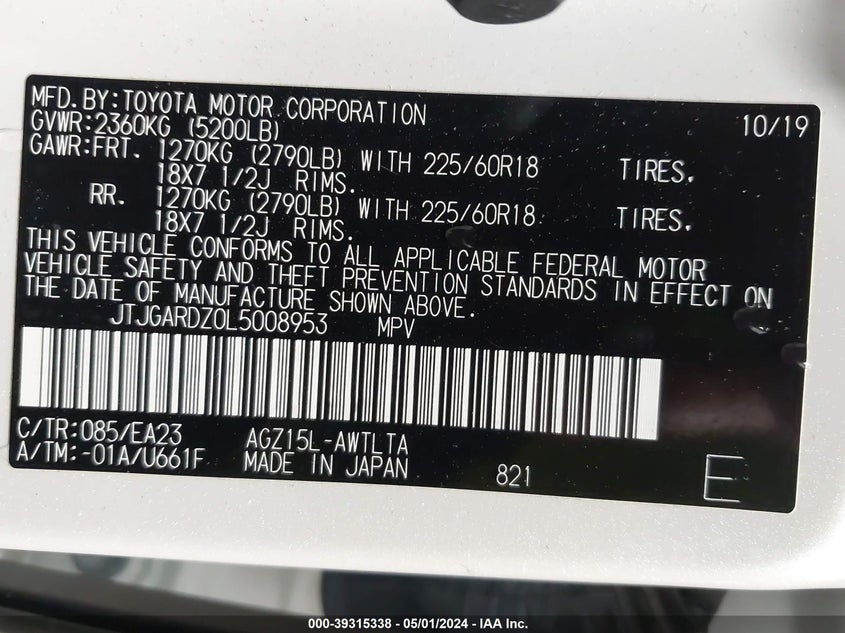 MFD.BY:TOYOTA MOTOR CORPORATION 10/19
GVWR:2360KG (5200LB)
GAWR:FRT. 1270KG (2790LB) WITH 225/60R18 TIRES.
18X7 1/2J RIMS.
RR. 1270KG (2790LB) WITH 225/60R18 TIRES.
18X7 1/2J RIMS.
THIS VEHICLE CONFORMS TO ALL APPLICABLE FEDERAL MOTOR
VEHICLE SAFETY AND THEFT PREVENTION STANDARDS IN EFFECT ON
THE DATE OF MANUFACTURE SHOWN ABOVE.
JTJGARDZ0L5008953 MPV
C/TR:085/EA23 AGZ15L-AWTLTA
A/TM:-01A/U661F MADE IN JAPAN 821 E
000-39315338 - 05/01/2024 - IAA Inc.